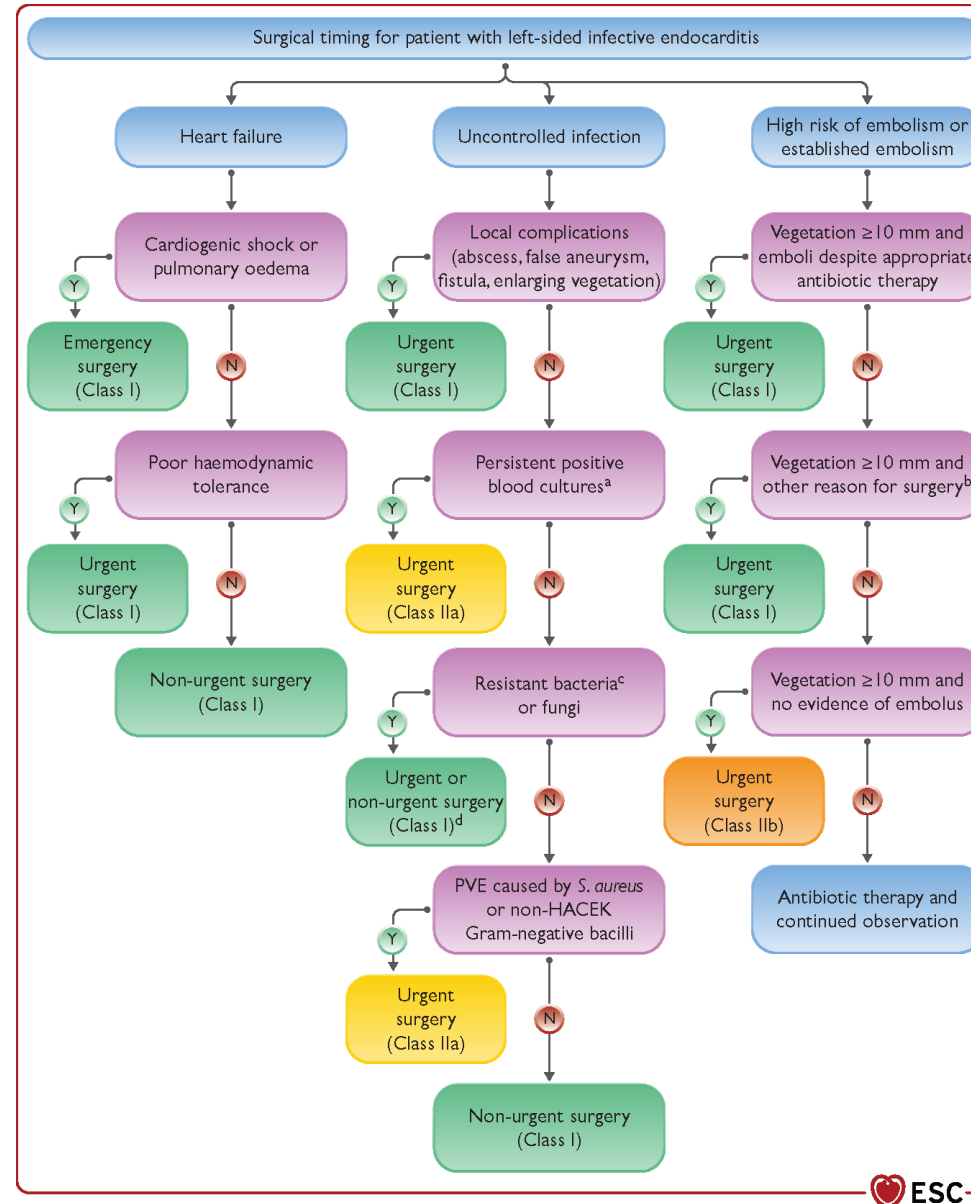 Surgical timing for patient with left-sided infective endocarditis
Heart failure
Uncontrolled infection
High risk of embolism or
established embolism
Cardiogenic shock or
pulmonary oedema
Local complications
(abscess, false aneurysm,
fistula, enlarging vegetation)
Vegetation ≥10 mm and
emboli despite appropriate
antibiotic therapy
Y
Y
Y
Emergency
surgery
(Class I)
N
Urgent
surgery
(Class I)
N
Urgent
surgery
(Class I)
N
Poor haemodynamic
tolerance
Persistent positive
blood culturesᵃ
Vegetation ≥10 mm and
other reason for surgeryᵇ
Y
Y
Y
Urgent
surgery
(Class I)
N
Urgent
surgery
(Class IIa)
N
Urgent
surgery
(Class I)
N
Non-urgent surgery
(Class I)
Resistant bacteriaᶜ
or fungi
Vegetation ≥10 mm and
no evidence of embolus
Y
Y
Urgent or
non-urgent surgery
(Class I)ᵈ
N
Urgent
surgery
(Class IIb)
N
PVE caused by S. aureus
or non-HACEK
Gram-negative bacilli
Antibiotic therapy and
continued observation
Y
Urgent
surgery
(Class IIa)
N
Non-urgent surgery
(Class I)
ESC